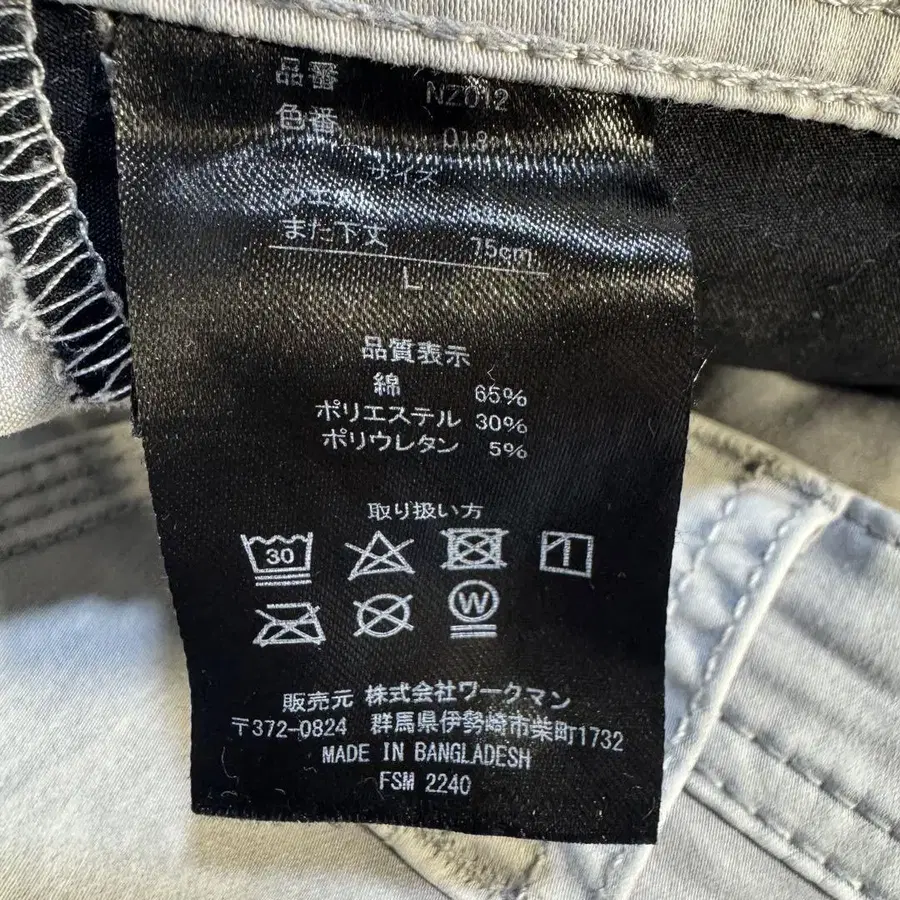 品番 NZ012
色番 018
サイズ
また下丈 75cm
L
品質表示
綿 65%
ポリエステル 30%
ポリウレタン 5%
取り扱い方
30
W
販売元 株式会社ワークマン
〒372-0824 群馬県伊勢崎市柴町1732
MADE IN BANGLADESH
FSM 2240